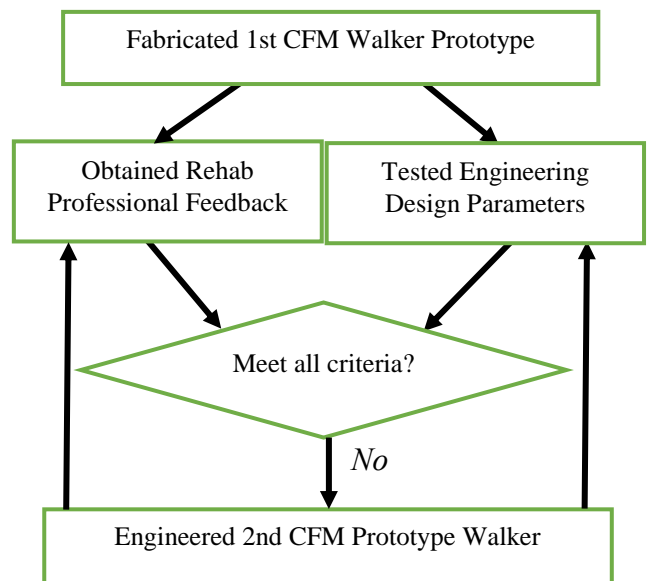 Fabricated 1st CFM Walker Prototype
Obtained Rehab
Professional Feedback
Tested Engineering
Design Parameters
Meet all criteria?
No
Engineered 2nd CFM Prototype Walker